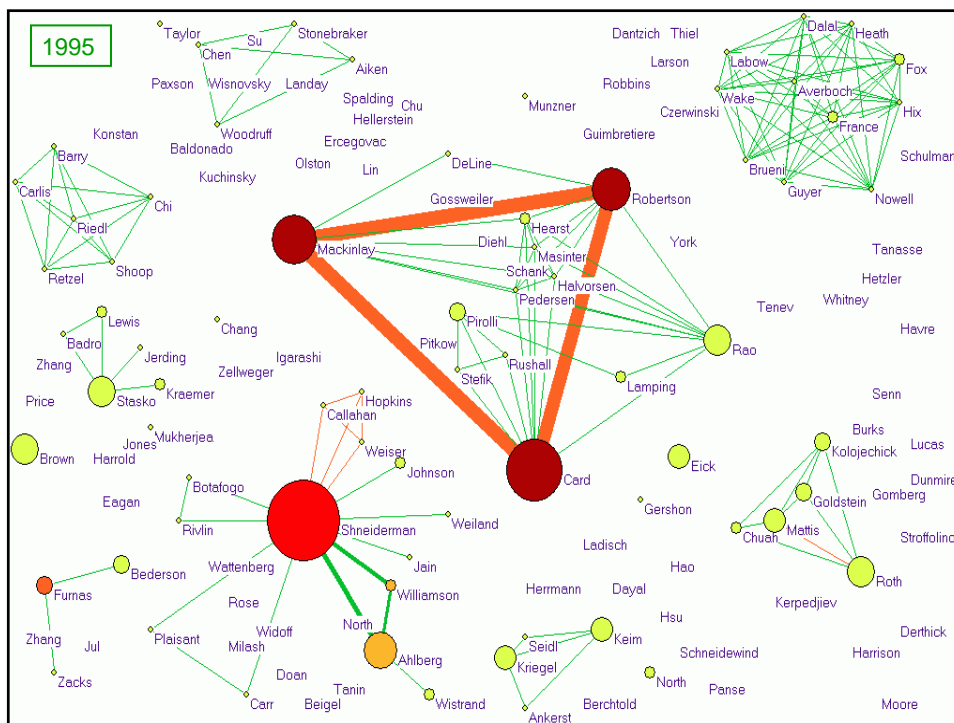 1995
Taylor
Su
Stonebraker
Chen
Aiken
Paxson
Wisnovsky
Landay
Spalding
Chu
Hellerstein
Woodruff
Ercegovac
Konstan
Baldonado
Olston
Lin
Kuchinsky
Dantzich
Thiel
Larson
Robbins
Munzner
Czerwinski
Guimbretiere
Dalal
Heath
Labow
Fox
Wake
Averboch
Hix
France
Brueni
Guyer
Nowell
Schulman
Barry
Carlis
Chi
Riedl
Retzel
Shoop
DeLine
Gossweiler
Robertson
Mackinlay
Hearst
Diehl
Masinter
Schank
Halvorsen
Pedersen
York
Tanasse
Hetzler
Whitney
Tenev
Havre
Lewis
Badro
Zhang
Jerding
Chang
Igarashi
Zellweger
Stasko
Kraemer
Price
Pirolli
Pitkow
Rushall
Stefik
Rao
Lamping
Senn
Hopkins
Callahan
Weiser
Mukherjea
Jones
Harrold
Brown
Johnson
Card
Eick
Burks
Kolojechick
Lucas
Dunmire
Goldstein
Gomberg
Eagan
Botafogo
Rivlin
Shneiderman
Weiland
Gershon
Chuah
Mattis
Stroffolino
Roth
Ladisch
Hao
Bederson
Furnas
Wattenberg
Jain
Williamson
Herrmann
Dayal
Kerpedjiev
Rose
North
Hsu
Zhang
Jul
Plaisant
Widoff
Milash
Ahlberg
Seidl
Keim
Kriegel
Derthick
Schneidewind
Harrison
Zacks
Doan
Tanin
Carr
Beigel
Wistrand
North
Panse
Ankerst
Berchtold
Moore